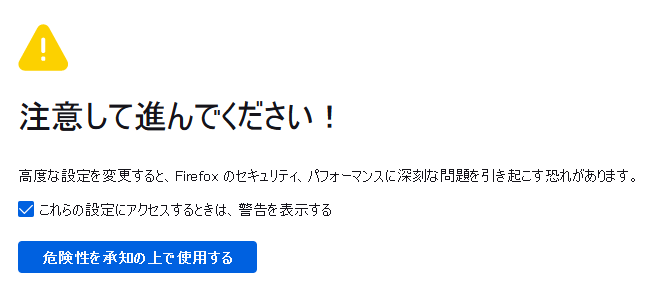 注意して進んでください！
高度な設定を変更すると、Firefox のセキュリティ、パフォーマンスに深刻な問題を引き起こす恐れがあります。
これらの設定にアクセスするときは、警告を表示する
危険性を承知の上で使用する